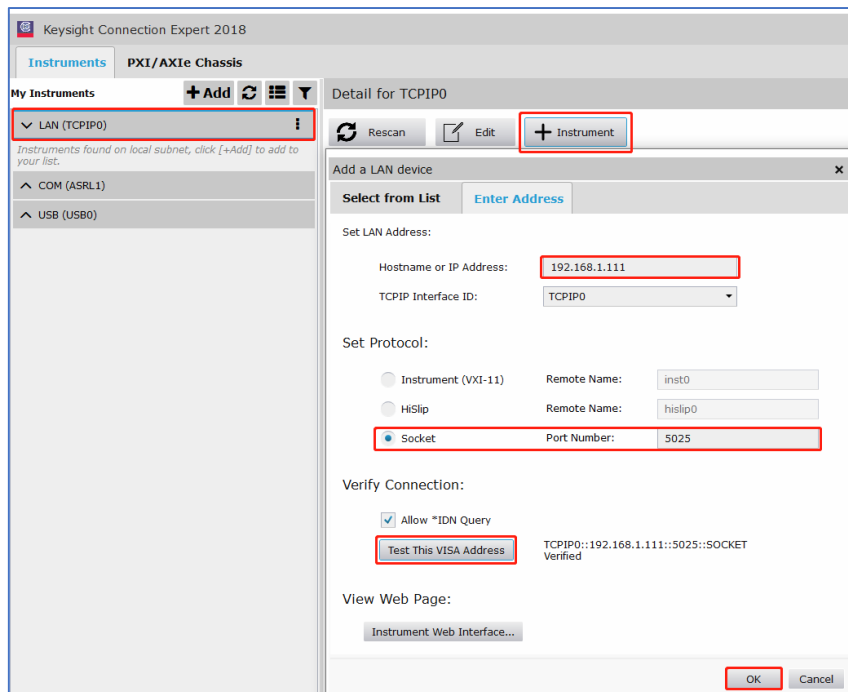 Keysight Connection Expert 2018
Instruments PXI/AXIe Chassis
My Instruments + Add
Detail for TCPIP0
LAN (TCPIP0)
Rescan Edit + Instrument
Instruments found on local subnet, click [+Add] to add to
your list.
COM (ASRL1)
USB (USB0)
Add a LAN device ×
Select from List Enter Address
Set LAN Address:
Hostname or IP Address: 192.168.1.111
TCPIP Interface ID: TCPIP0
Set Protocol:
Instrument (VXI-11) Remote Name: inst0
HiSlip Remote Name: hislip0
Socket Port Number: 5025
Verify Connection:
Allow *IDN Query
Test This VISA Address TCPIP0::192.168.1.111::5025::SOCKET
Verified
View Web Page:
Instrument Web Interface...
OK Cancel